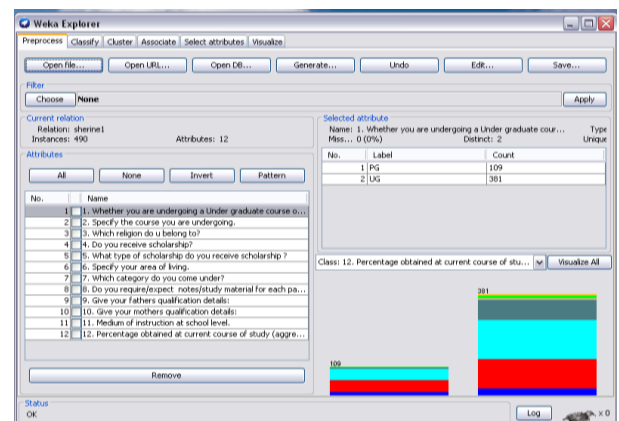 Weka Explorer
Preprocess Classify Cluster Associate Select attributes Visualize
Open file... Open URL... Open DB... Generate... Undo Edit... Save...
Filter
Choose None Apply
Current relation
Relation: sherine1
Instances: 490 Attributes: 12
Attributes
All None Invert Pattern
No. Name
1 1. Whether you are undergoing a Under graduate course o...
2 2. Specify the course you are undergoing.
3 3. Which religion do u belong to?
4 4. Do you receive scholarship?
5 5. What type of scholarship do you receive scholarship ?
6 6. Specify your area of living.
7 7. Which category do you come under?
8 8. Do you require/expect notes/study material for each pa...
9 9. Give your fathers qualification details:
10 10. Give your mothers qualification details:
11 11. Medium of instruction at school level.
12 12. Percentage obtained at current course of study (aggre...
Remove
Selected attribute
Name: 1. Whether you are undergoing a Under graduate cour... Type
Miss... 0 (0%) Distinct: 2 Unique
No. Label Count
1 PG 109
2 UG 381
Class: 12. Percentage obtained at current course of stu... Visualize All
381
109
Status
OK
Log x 0